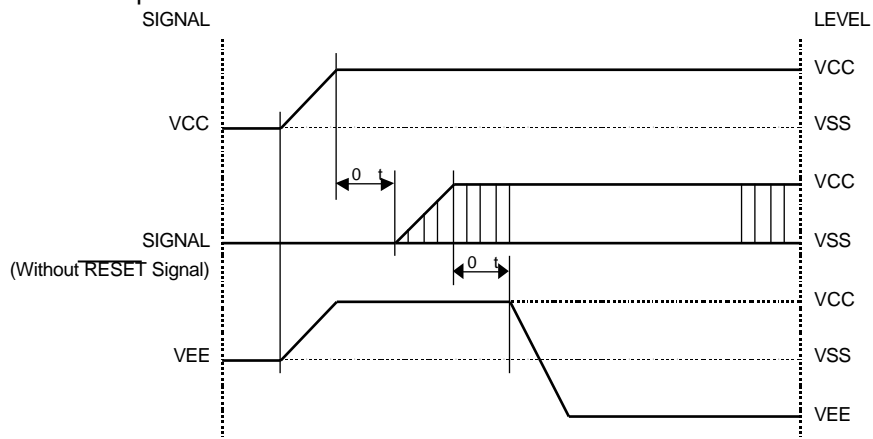 SIGNAL LEVEL
VCC
VCC VSS
0 t VCC
SIGNAL VSS
(Without RESET Signal)
0 t
VCC
VEE VSS
VEE